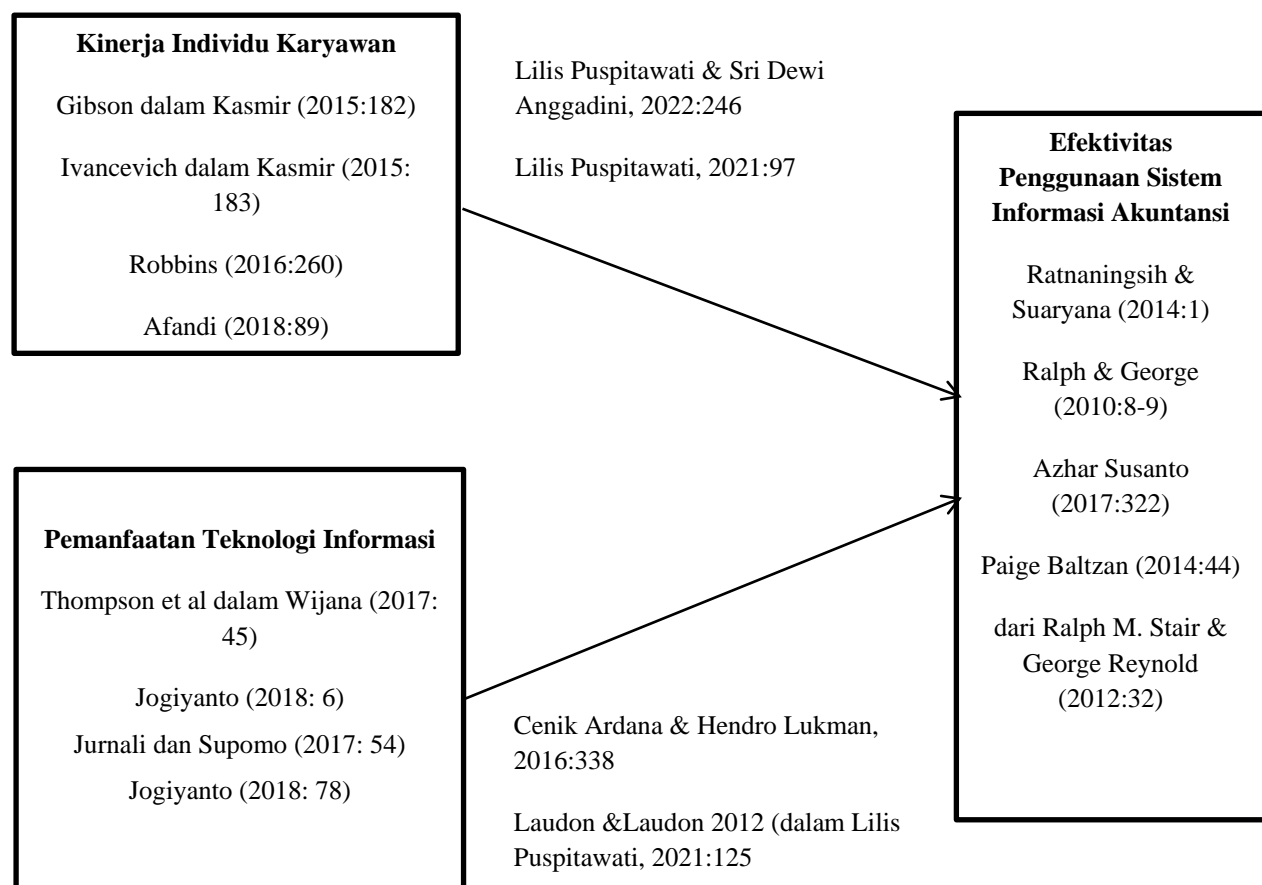 Kinerja Individu Karyawan
Gibson dalam Kasmir (2015:182)
Ivancevich dalam Kasmir (2015:
183)
Robbins (2016:260)
Afandi (2018:89)
Lilis Puspitawati & Sri Dewi
Anggadini, 2022:246
Lilis Puspitawati, 2021:97
Efektivitas
Penggunaan Sistem
Informasi Akuntansi
Ratnaningsih &
Suaryana (2014:1)
Ralph & George
(2010:8-9)
Azhar Susanto
(2017:322)
Paige Baltzan (2014:44)
dari Ralph M. Stair &
George Reynold
(2012:32)
Pemanfaatan Teknologi Informasi
Thompson et al dalam Wijana (2017:
45)
Jogiyanto (2018: 6)
Jurnali dan Supomo (2017: 54)
Jogiyanto (2018: 78)
Cenik Ardana & Hendro Lukman,
2016:338
Laudon &Laudon 2012 (dalam Lilis
Puspitawati, 2021:125